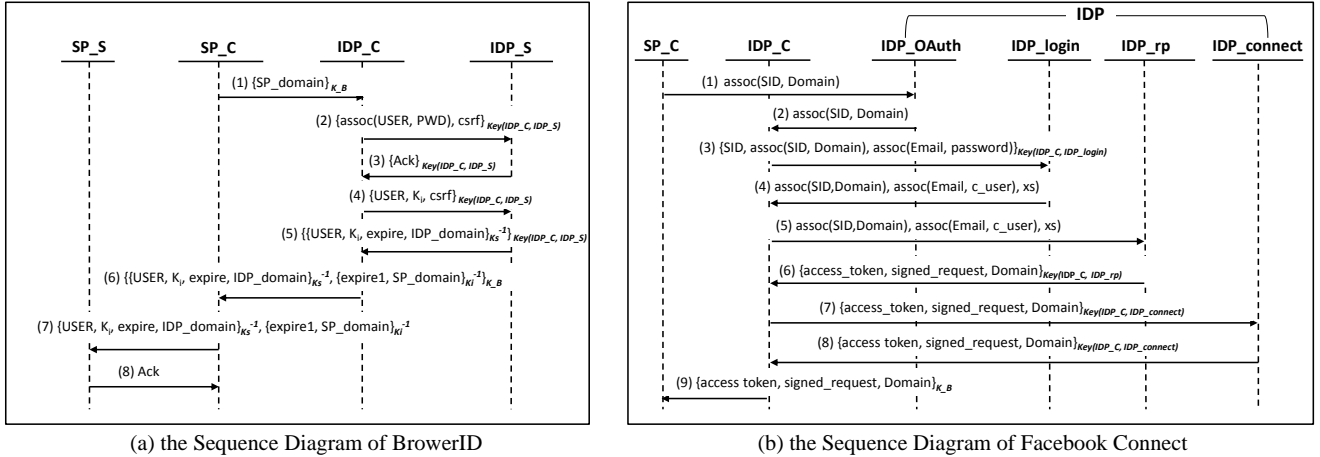 SP_S SP_C IDP_C IDP_S
(1) {SP_domain}K_B
(2) {assoc(USER, PWD), csrf}Key(IDP_C, IDP_S)
(3) {Ack}Key(IDP_C, IDP_S)
(4) {USER, Ki, csrf}Key(IDP_C, IDP_S)
(5) {{USER, Ki, expire, IDP_domain}Ks-1}Key(IDP_C, IDP_S)
(6) {{USER, Ki, expire, IDP_domain}Ks-1, {expire1, SP_domain}Ki-1}K_B
(7) {USER, Ki, expire, IDP_domain}Ks-1, {expire1, SP_domain}Ki-1
(8) Ack
(a) the Sequence Diagram of BrowerID
IDP
SP_C IDP_C IDP_OAuth IDP_login IDP_rp IDP_connect
(1) assoc(SID, Domain)
(2) assoc(SID, Domain)
(3) {SID, assoc(SID, Domain), assoc(Email, password)}Key(IDP_C, IDP_login)
(4) assoc(SID,Domain), assoc(Email, c_user), xs)
(5) assoc(SID,Domain), assoc(Email, c_user), xs)
(6) {access_token, signed_request, Domain}Key(IDP_C, IDP_rp)
(7) {access_token, signed_request, Domain}Key(IDP_C, IDP_connect)
(8) {access token, signed_request, Domain}Key(IDP_C, IDP_connect)
(9) {access token, signed_request, Domain}K_B
(b) the Sequence Diagram of Facebook Connect